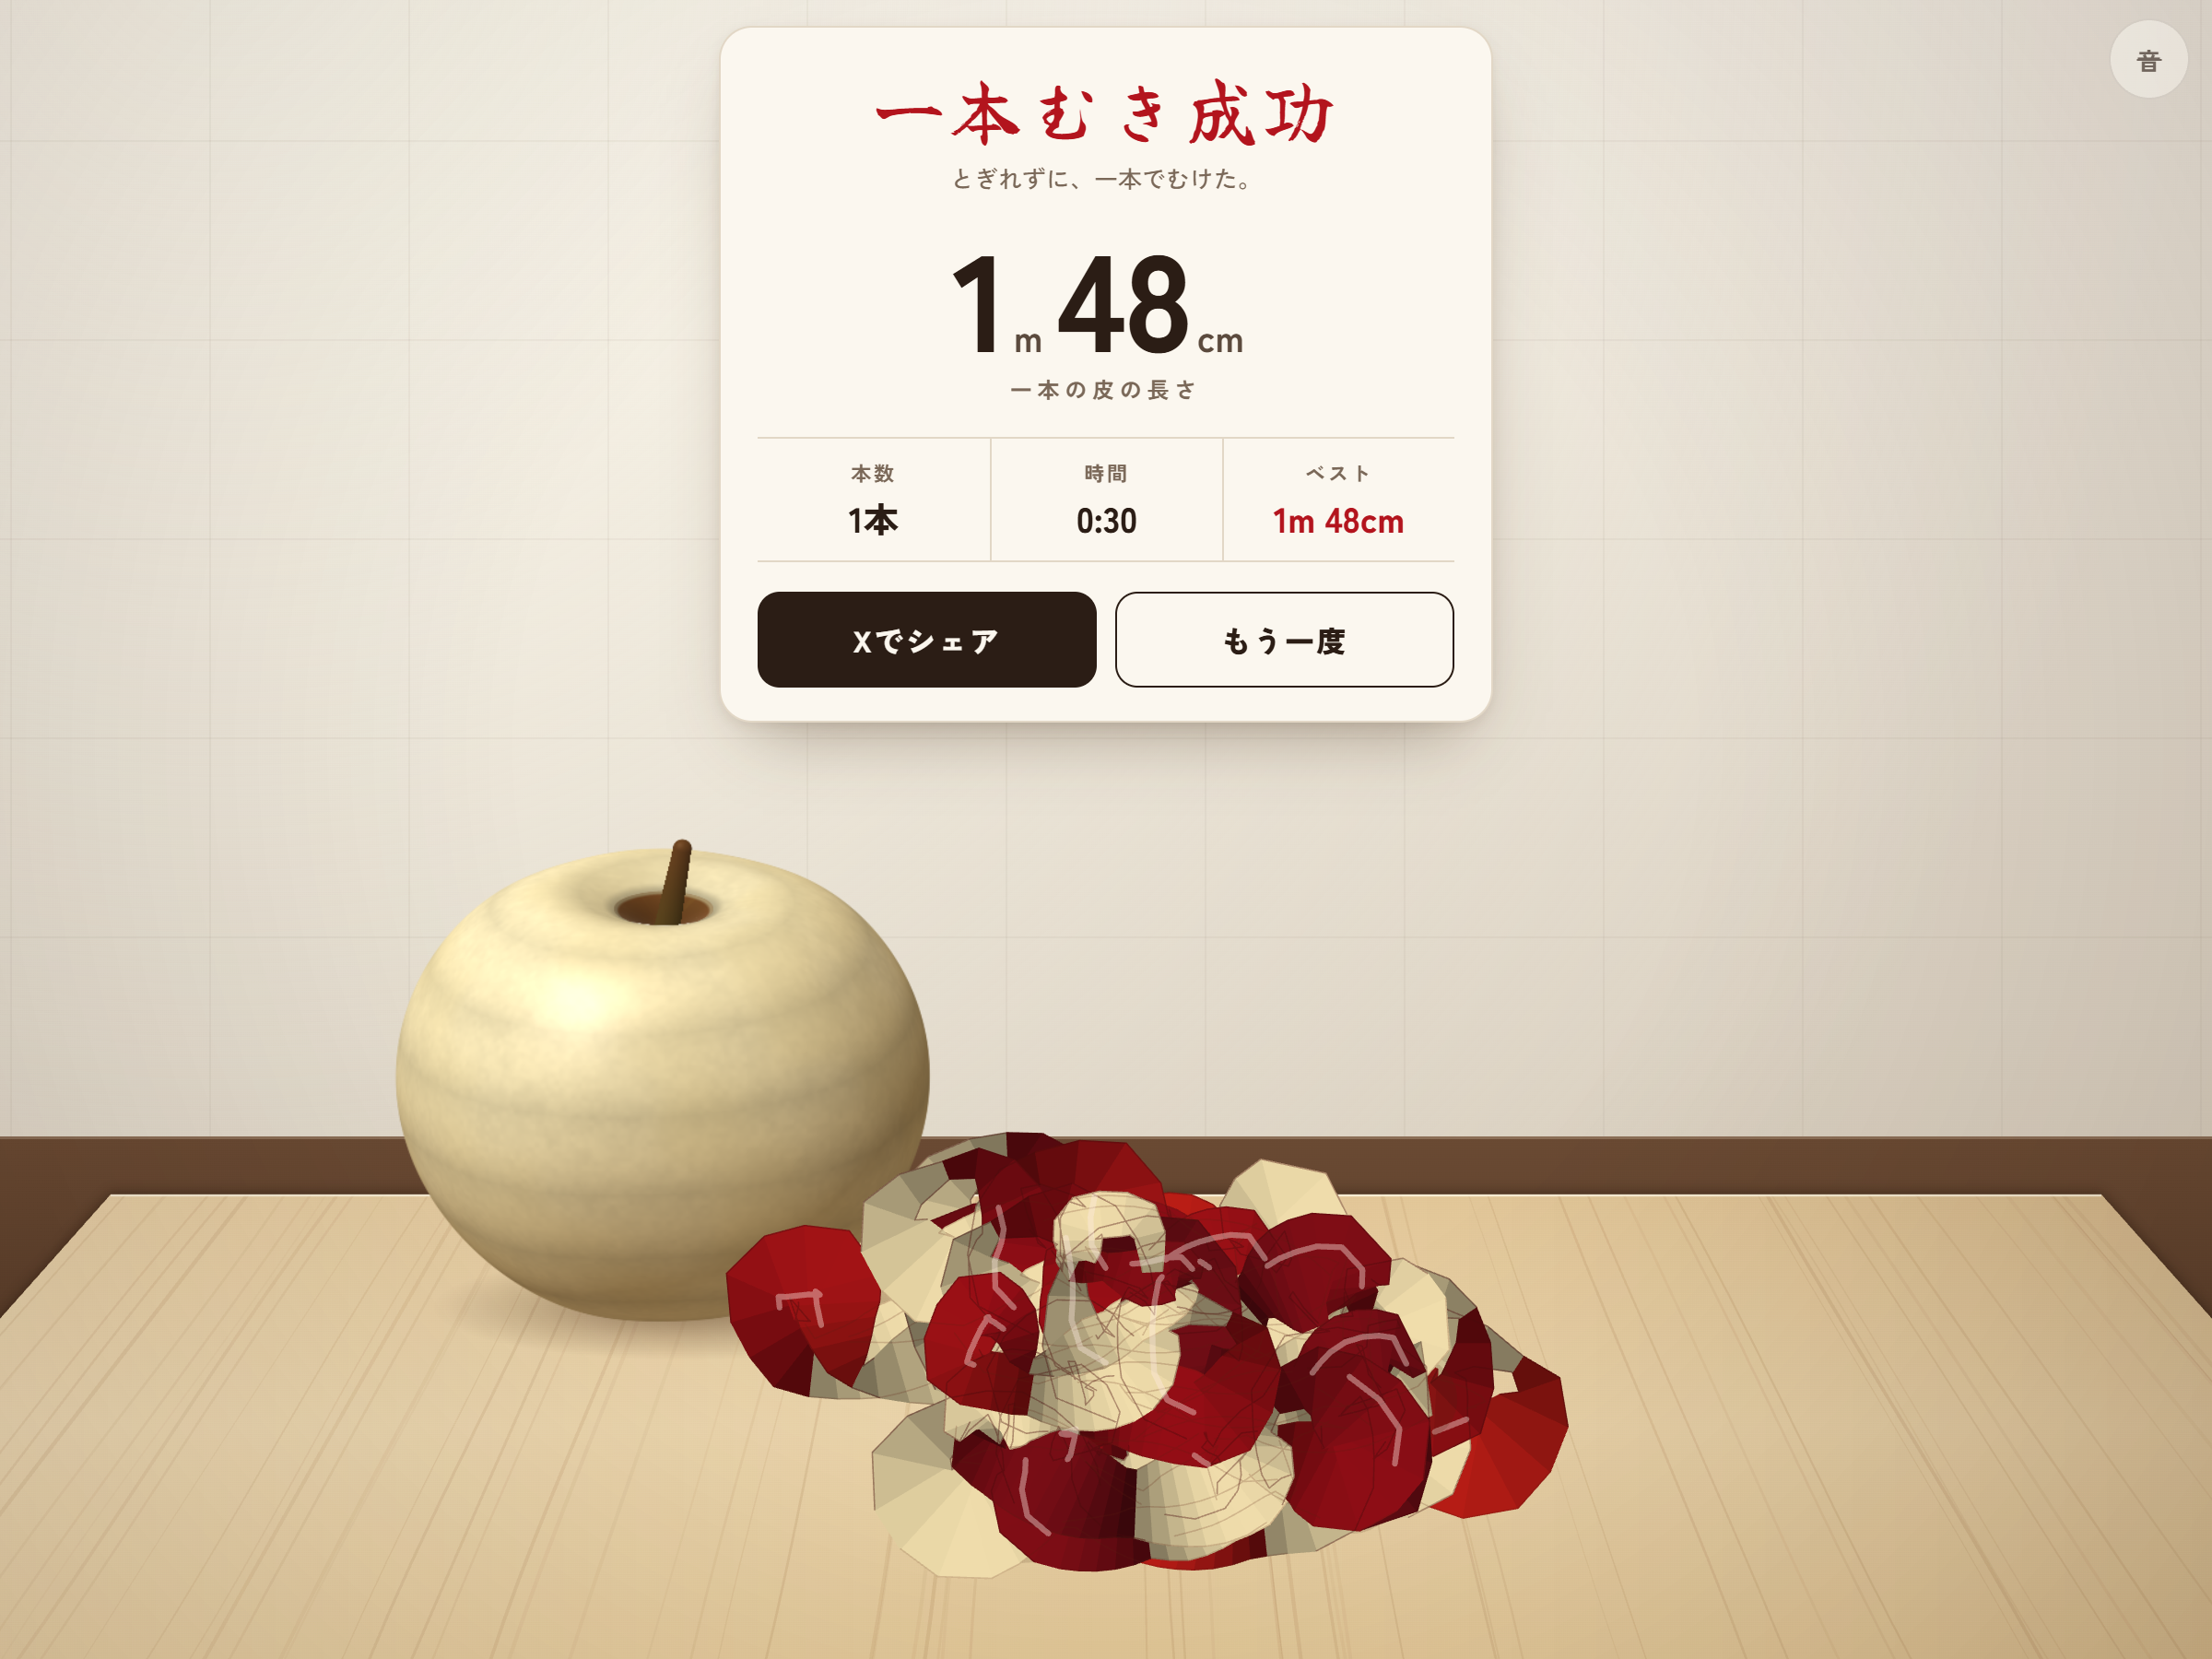 音
一本むき成功
とぎれずに、一本でむけた。
1m48cm
一本の皮の長さ
本数 時間 ベスト
1本 0:30 1m 48cm
Xでシェア もう一度